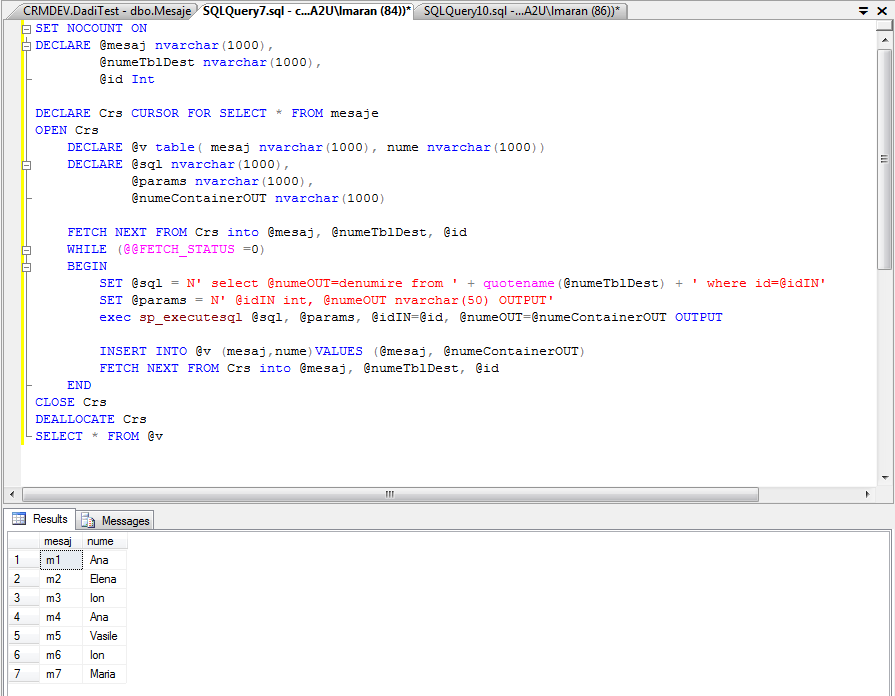 CRMDEV.DadiTest - dbo.Mesaje SQLQuery7.sql - c...A2U\Imaran (84))* SQLQuery10.sql -...A2U\Imaran (86))*
SET NOCOUNT ON
DECLARE @mesaj nvarchar(1000),
@numeTblDest nvarchar(1000),
@id Int
DECLARE Crs CURSOR FOR SELECT * FROM mesaje
OPEN Crs
DECLARE @v table( mesaj nvarchar(1000), nume nvarchar(1000))
DECLARE @sql nvarchar(1000),
@params nvarchar(1000),
@numeContainerOUT nvarchar(1000)
FETCH NEXT FROM Crs into @mesaj, @numeTblDest, @id
WHILE (@@FETCH_STATUS =0)
BEGIN
SET @sql = N' select @numeOUT=denumire from ' + quotename(@numeTblDest) + ' where id=@idIN'
SET @params = N' @idIN int, @numeOUT nvarchar(50) OUTPUT'
exec sp_executesql @sql, @params, @idIN=@id, @numeOUT=@numeContainerOUT OUTPUT
INSERT INTO @v (mesaj,nume)VALUES (@mesaj, @numeContainerOUT)
FETCH NEXT FROM Crs into @mesaj, @numeTblDest, @id
END
CLOSE Crs
DEALLOCATE Crs
SELECT * FROM @v
Results Messages
mesaj nume
1 m1 Ana
2 m2 Elena
3 m3 Ion
4 m4 Ana
5 m5 Vasile
6 m6 Ion
7 m7 Maria